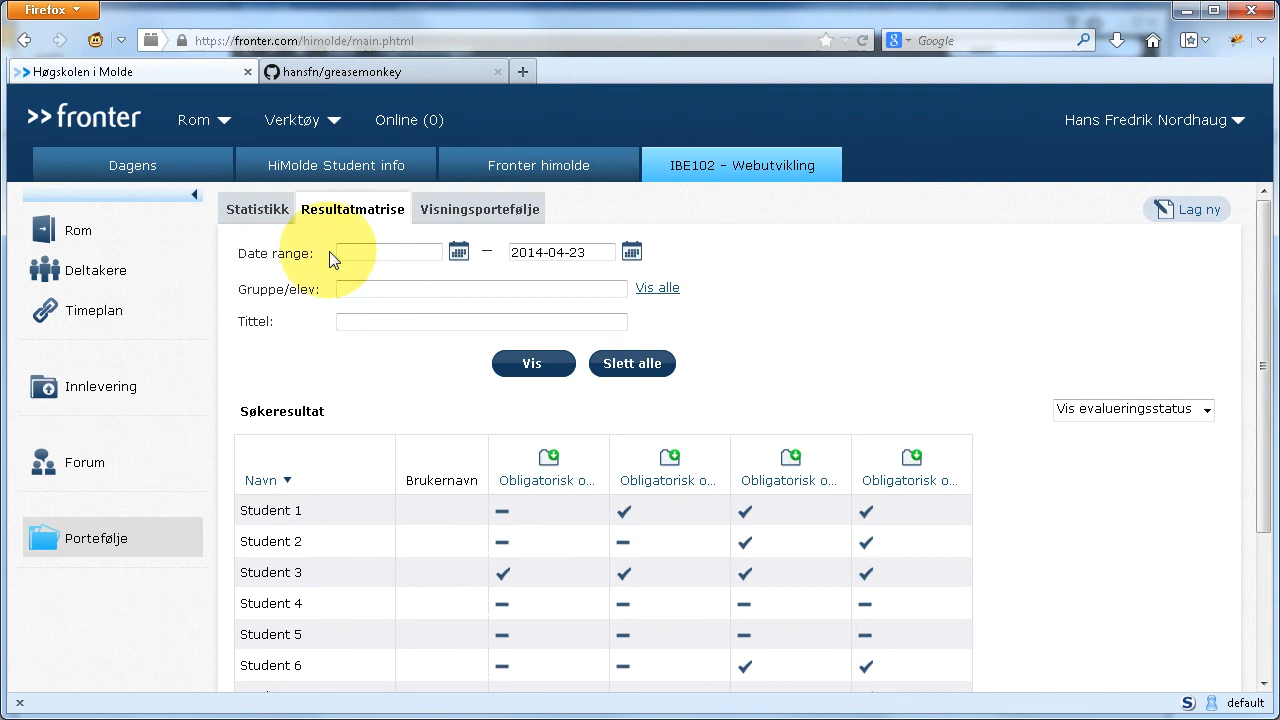 Firefox
https://fronter.com/himolde/main.phtml
Google
Høgskolen i Molde
hansfn/greasemonkey
>>fronter
Rom
Verktøy
Online (0)
Hans Fredrik Nordhaug
Dagens
HiMolde Student info
Fronter himolde
IBE102 - Webutvikling
Rom
Deltakere
Timeplan
Innlevering
Forum
Portefølje
Statistikk
Resultatmatrise
Visningsportefølje
Lag ny
Date range:
– 2014-04-23
Gruppe/elev:
Vis alle
Tittel:
Vis
Slett alle
Søkeresultat
Vis evalueringsstatus
Navn
Brukernavn
Obligatorisk o...
Obligatorisk o...
Obligatorisk o...
Obligatorisk o...
Student 1
Student 2
Student 3
Student 4
Student 5
Student 6
default